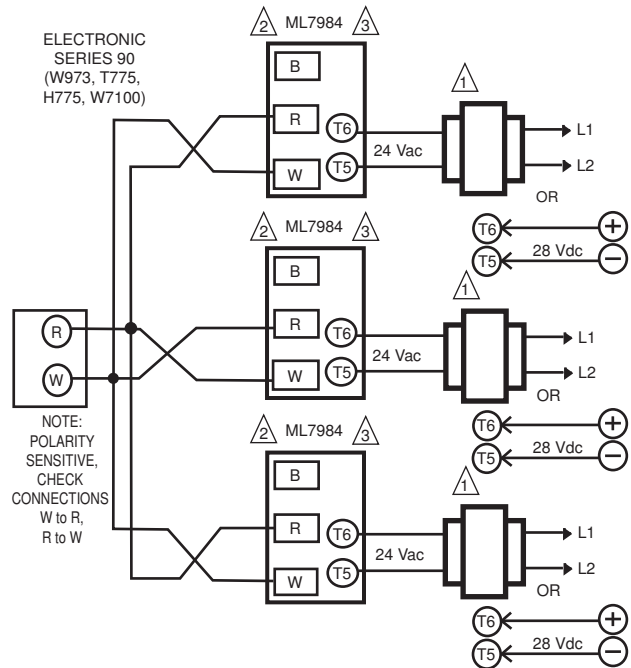 ELECTRONIC
SERIES 90
(W973, T775,
H775, W7100)
2 ML7984 3
B
R
W
T6
T5
24 Vac
1
L1
L2
OR
T6 +
T5 28 Vdc −
2 ML7984 3
B
R
W
T6
T5
24 Vac
1
L1
L2
OR
T6 +
T5 28 Vdc −
R
W
NOTE:
POLARITY
SENSITIVE,
CHECK
CONNECTIONS
W to R,
R to W
2 ML7984 3
B
R
W
T6
T5
24 Vac
1
L1
L2
OR
T6 +
T5 28 Vdc −